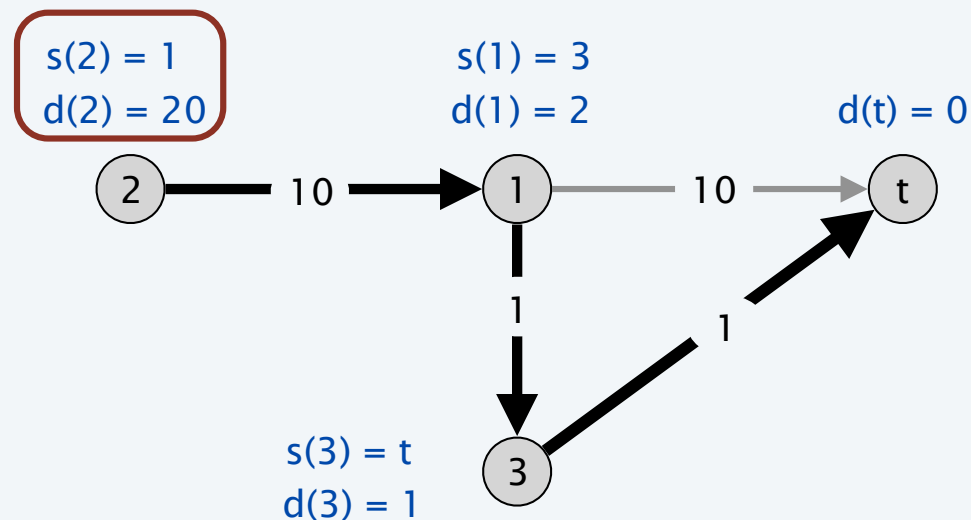 s(2) = 1
d(2) = 20
s(1) = 3
d(1) = 2
d(t) = 0
2
10
1
10
t
1
1
s(3) = t
d(3) = 1
3